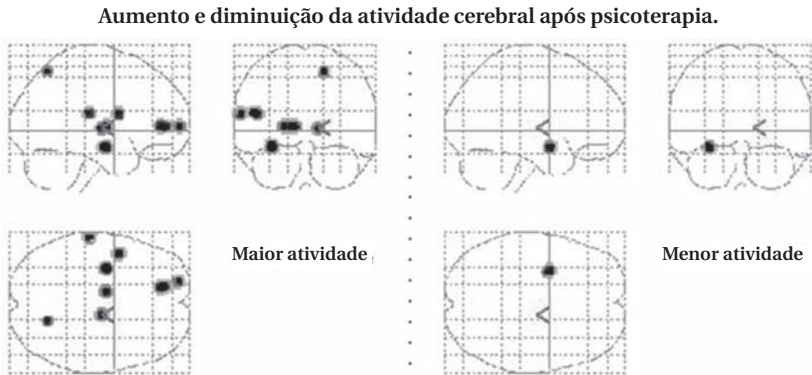 Aumento e diminuição da atividade cerebral após psicoterapia.
Maior atividade
Menor atividade